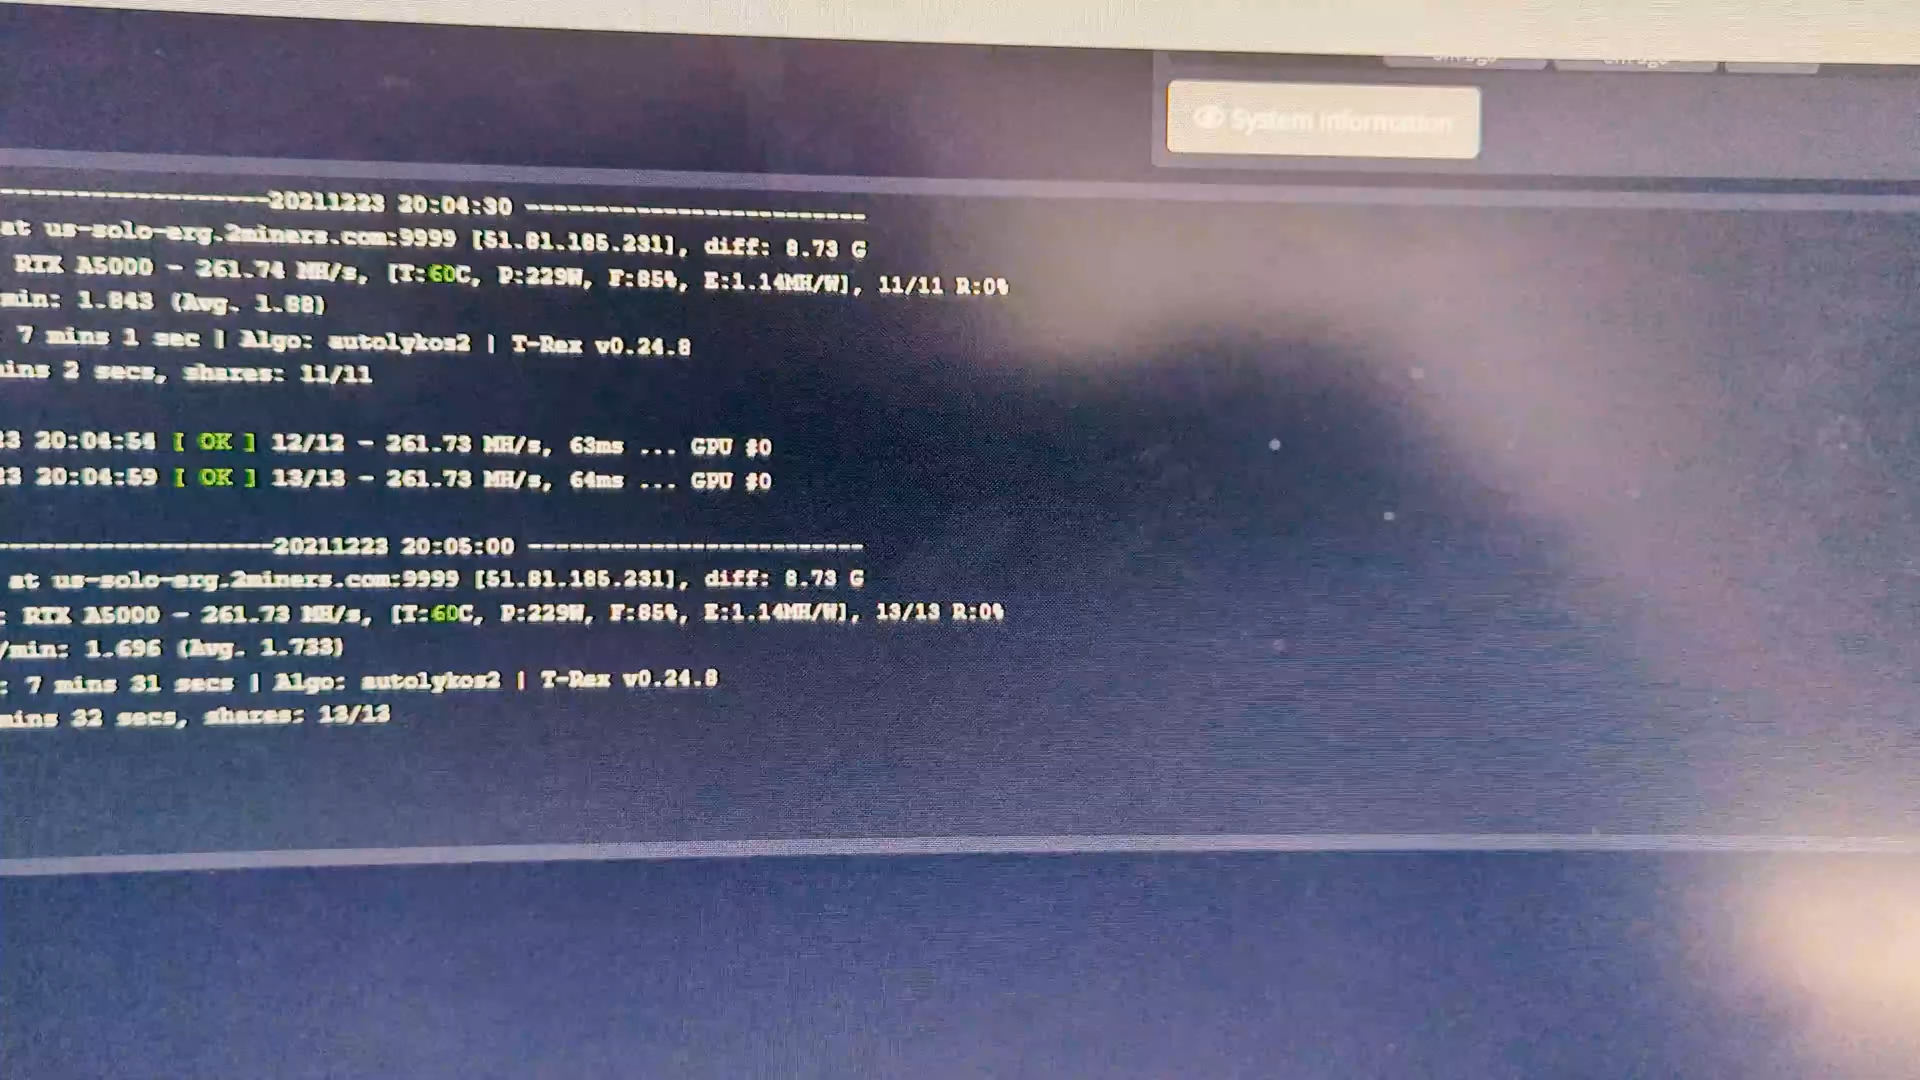 System Information
-------------------20211223 20:04:30 -------------------------
at us-solo-erg.2miners.com:9999 [51.81.185.231], diff: 8.73 G
RTX A5000 - 261.74 MH/s, [T:60C, P:229W, F:85%, E:1.14MH/W], 11/11 R:0%
min: 1.843 (Avg. 1.88)
: 7 mins 1 sec | Algo: autolykos2 | T-Rex v0.24.8
ins 2 secs, shares: 11/11
23 20:04:54 [ OK ] 12/12 - 261.73 MH/s, 63ms ... GPU #0
23 20:04:59 [ OK ] 13/13 - 261.73 MH/s, 64ms ... GPU #0
-------------------20211223 20:05:00 -------------------------
at us-solo-erg.2miners.com:9999 [51.81.185.231], diff: 8.73 G
: RTX A5000 - 261.73 MH/s, [T:60C, P:229W, F:85%, E:1.14MH/W], 13/13 R:0%
/min: 1.696 (Avg. 1.733)
: 7 mins 31 secs | Algo: autolykos2 | T-Rex v0.24.8
mins 32 secs, shares: 13/13